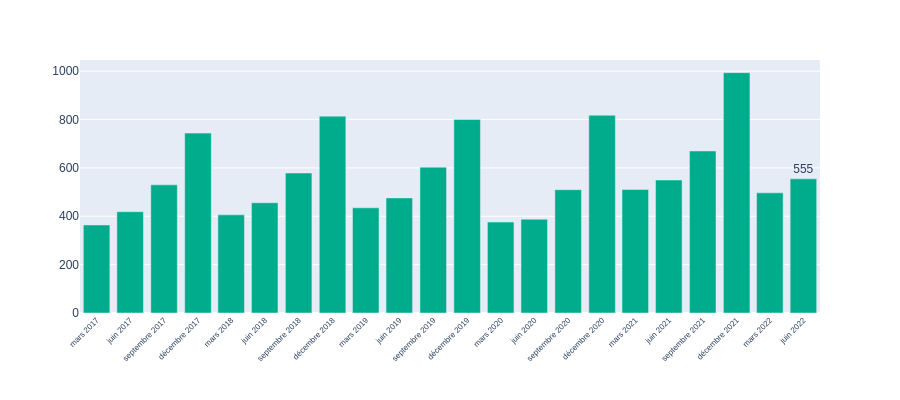 1000
800
600
400
200
0
555
mars 2017
juin 2017
septembre 2017
décembre 2017
mars 2018
juin 2018
septembre 2018
décembre 2018
mars 2019
juin 2019
septembre 2019
décembre 2019
mars 2020
juin 2020
septembre 2020
décembre 2020
mars 2021
juin 2021
septembre 2021
décembre 2021
mars 2022
juin 2022